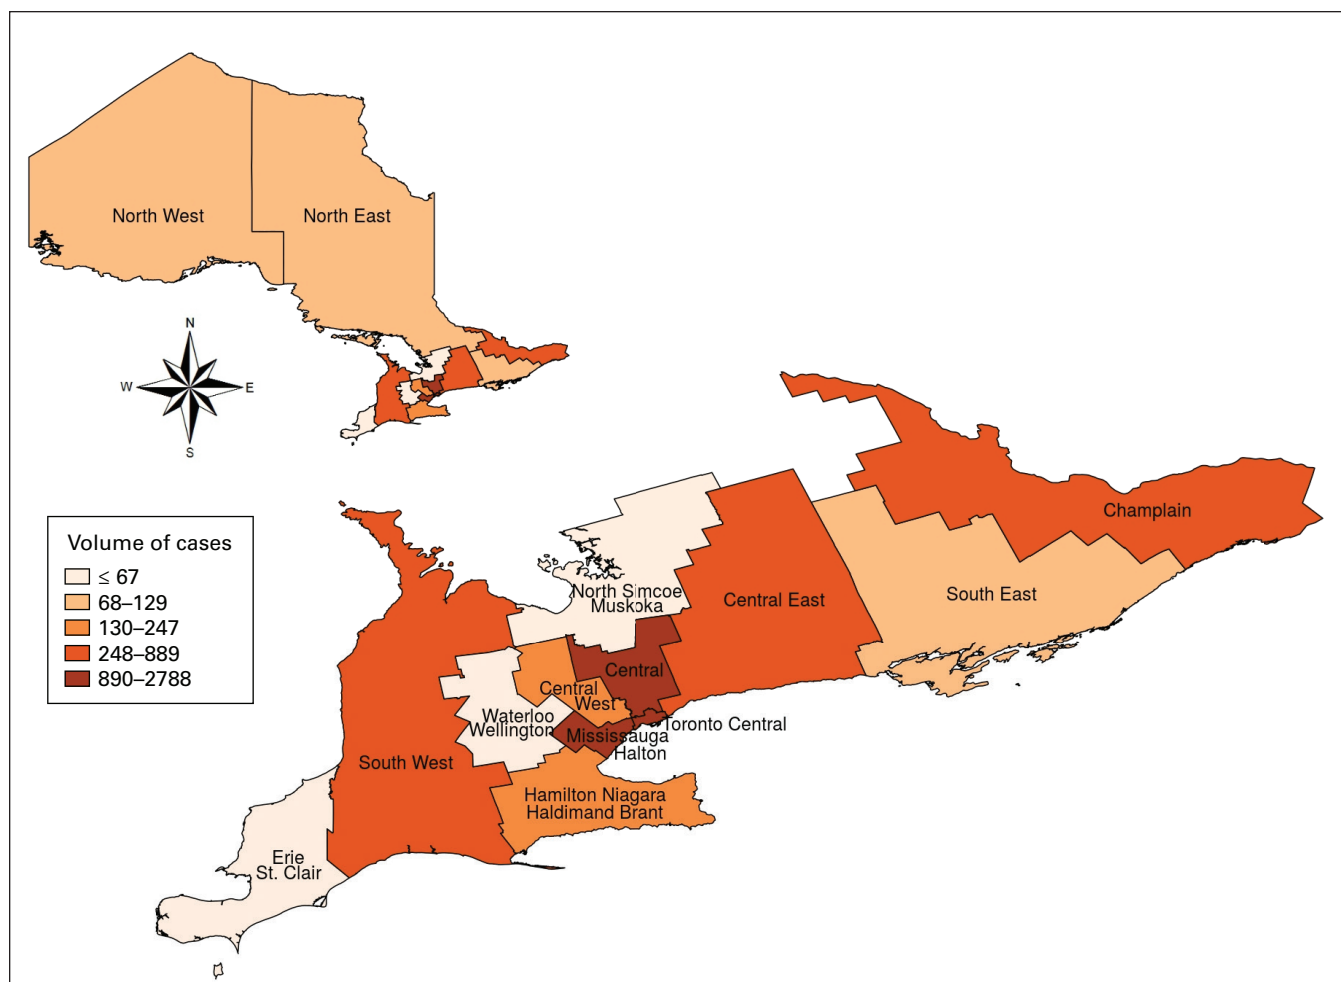 North West
North East
N
W
E
S
Volume of cases
≤ 67
68–129
130–247
248–889
890–2788
Champlain
South East
Central East
North Simcoe
Muskoka
Central
Central
West
Toronto Central
Waterloo
Wellington
Mississauga
Halton
South West
Hamilton Niagara
Haldimand Brant
Erie
St. Clair